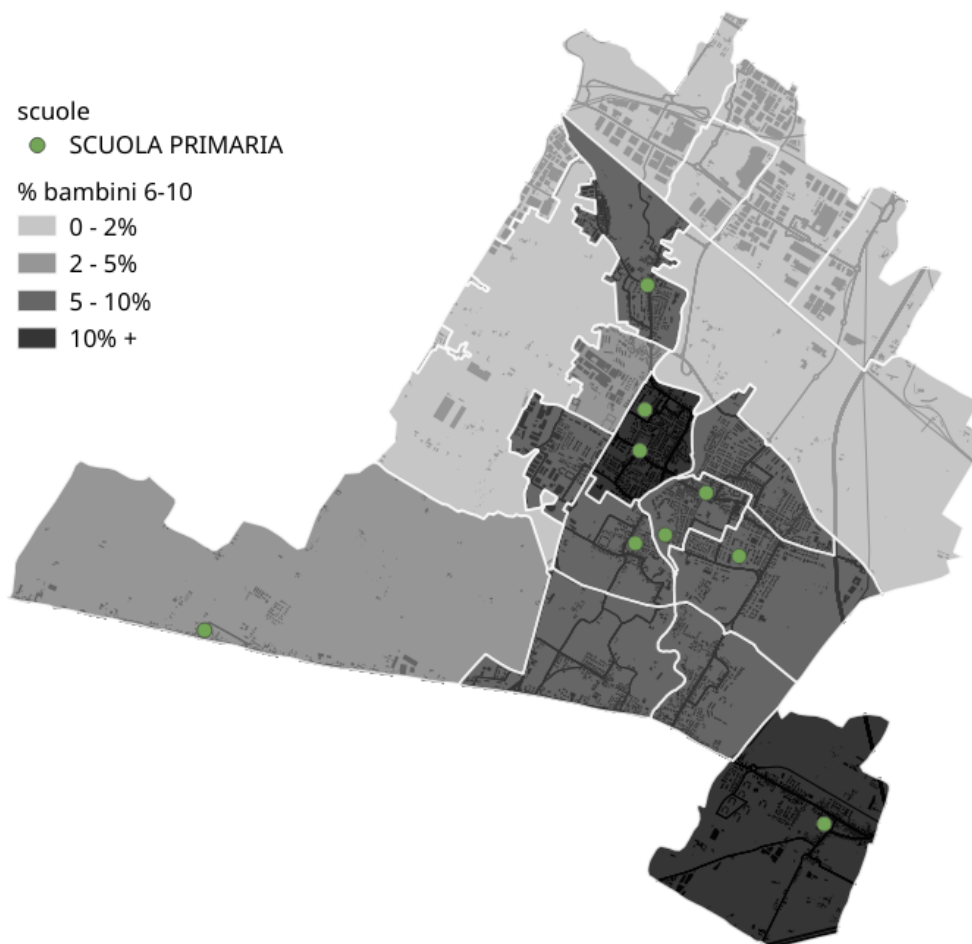 scuole
SCUOLA PRIMARIA
% bambini 6-10
0 - 2%
2 - 5%
5 - 10%
10% +